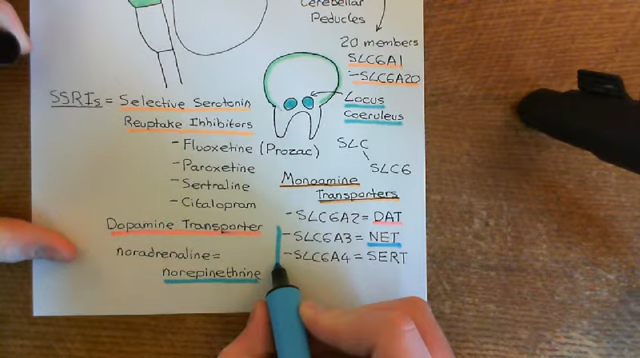 Cerebellar
Peducles
20 members
SLC6A1
-SLC6A20
SSRIs = Selective Serotonin
Reuptake Inhibitors
Locus
Coeruleus
- Fluoxetine (Prozac)
- Paroxetine
- Sertraline
- Citalopram
SLC
SLC6
Monoamine
Transporters
- SLC6A2 = DAT
- SLC6A3 = NET
- SLC6A4 = SERT
Dopamine Transporter
noradrenaline =
norepinethrine